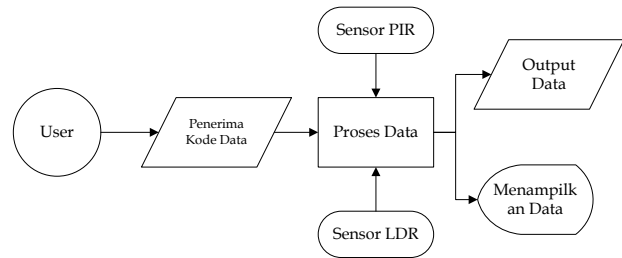 User
Penerima
Kode Data
Sensor PIR
Proses Data
Sensor LDR
Output
Data
Menampilk
an Data